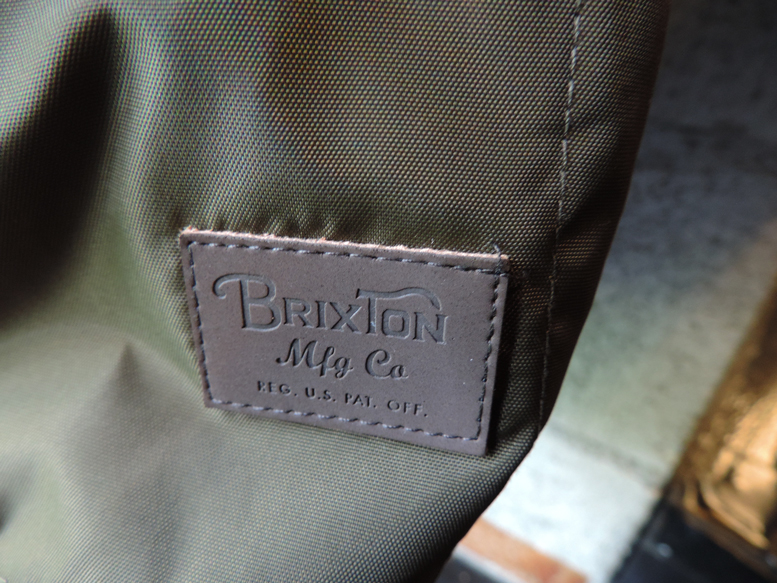 BRIXTON
Mfg Co
REG. U.S. PAT. OFF.